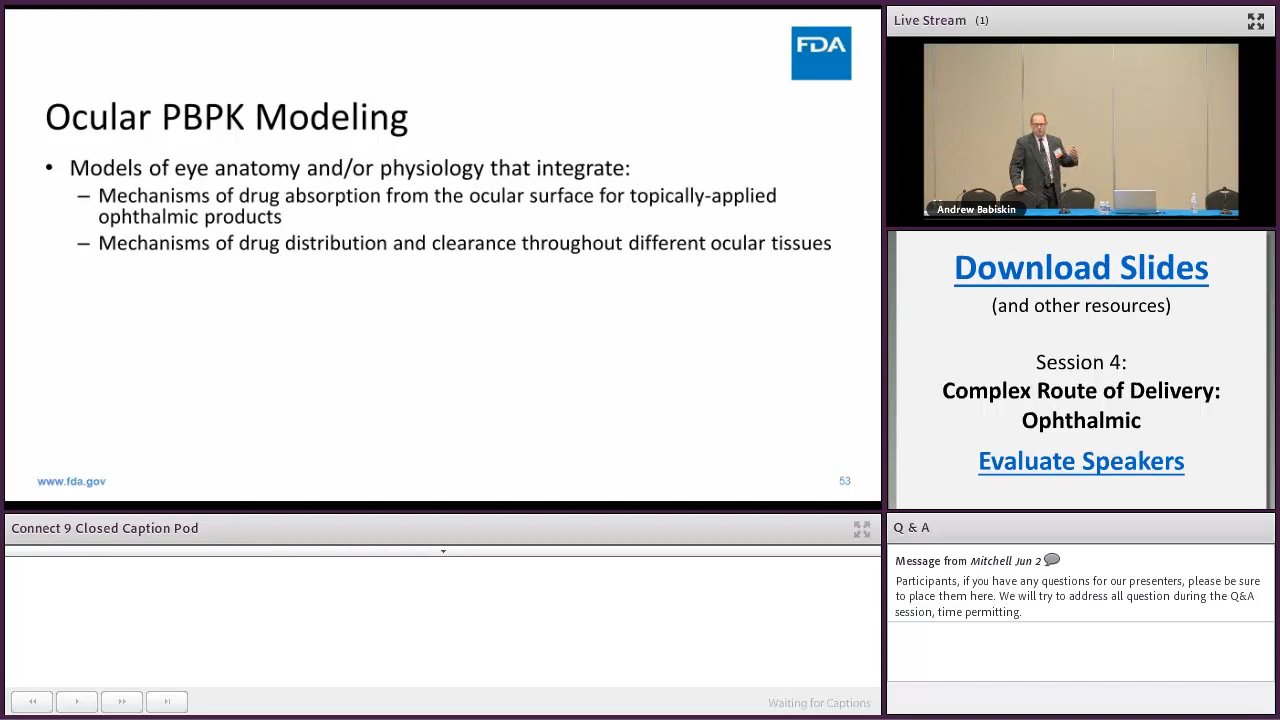 FDA
Ocular PBPK Modeling
• Models of eye anatomy and/or physiology that integrate:
– Mechanisms of drug absorption from the ocular surface for topically-applied
ophthalmic products
– Mechanisms of drug distribution and clearance throughout different ocular tissues
www.fda.gov
53
Live Stream (1)
Andrew Babiskin
Download Slides
(and other resources)
Session 4:
Complex Route of Delivery:
Ophthalmic
Evaluate Speakers
Connect 9 Closed Caption Pod
Waiting for Captions
Q & A
Message from Mitchell Jun 2
Participants, if you have any questions for our presenters, please be sure
to place them here. We will try to address all question during the Q&A
session, time permitting.